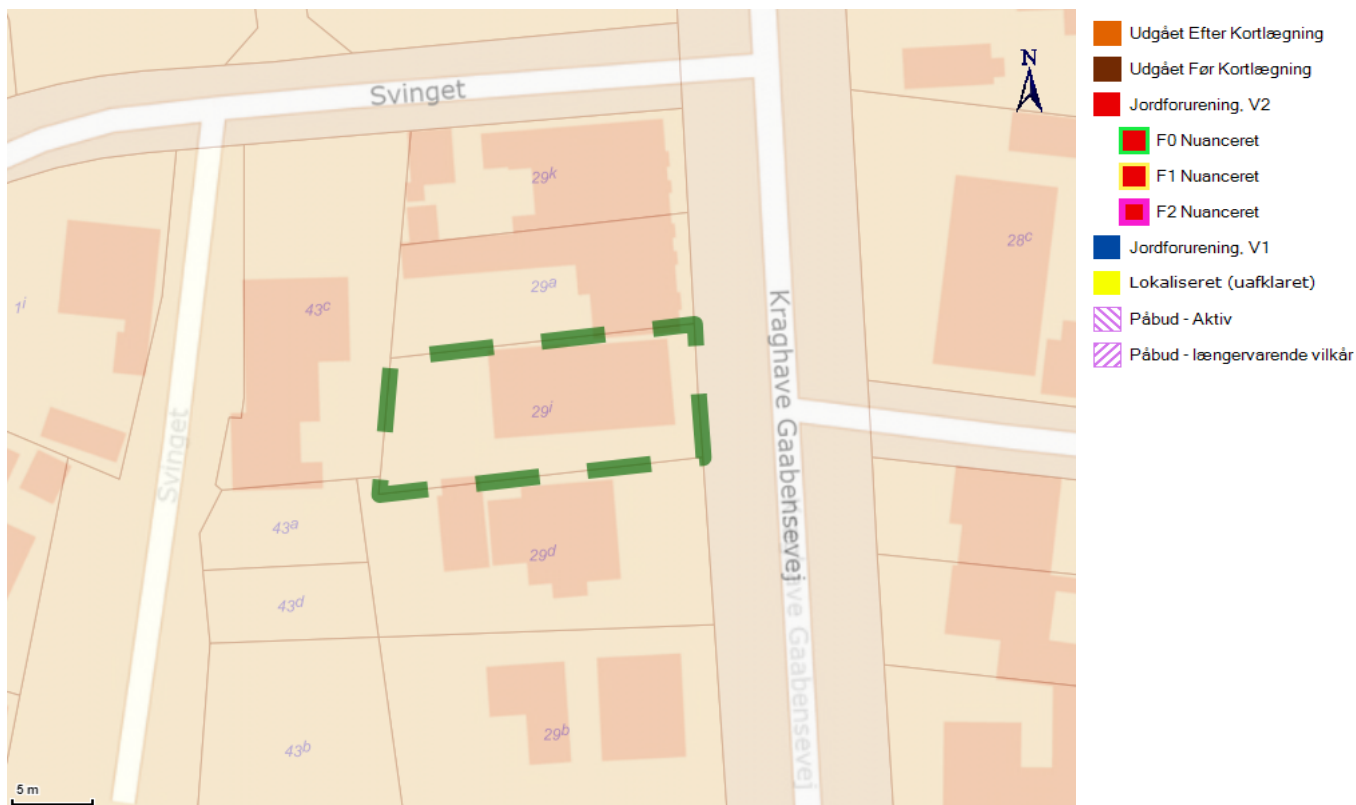 Svinget
N
29k
29a
28c
1i
43c
29i
Kraghave Gaabensevej
Svinget
43a
29d
43d
29b
43b
Kraghave Gaabensevej
5 m
Udgået Efter Kortlægning
Udgået Før Kortlægning
Jordforurening, V2
F0 Nuanceret
F1 Nuanceret
F2 Nuanceret
Jordforurening, V1
Lokaliseret (uafklaret)
Påbud - Aktiv
Påbud - længervarende vilkår